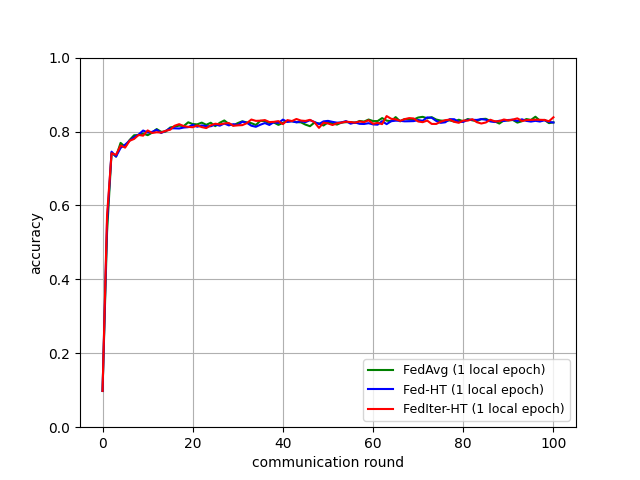 1.0
0.8
0.6
0.4
0.2
0.0
accuracy
FedAvg (1 local epoch)
Fed-HT (1 local epoch)
FedIter-HT (1 local epoch)
0 20 40 60 80 100
communication round